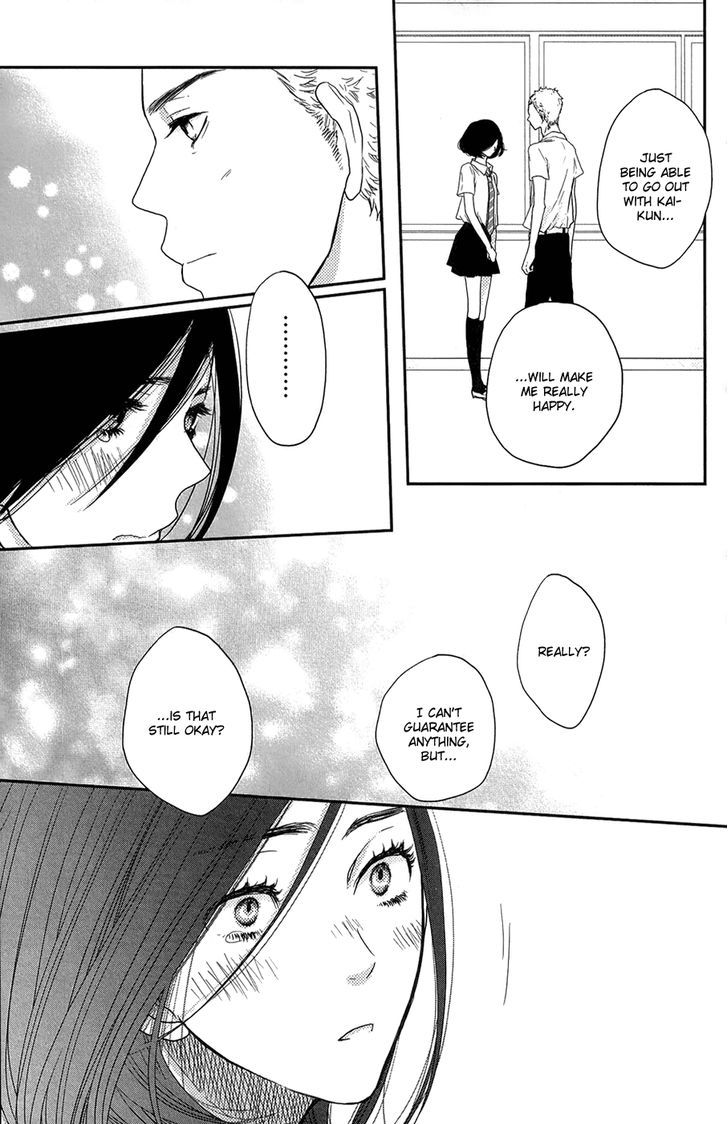 JUST
BEING ABLE
TO GO OUT
WITH KAI-
KUN...
...WILL MAKE
ME REALLY
HAPPY.
.........
REALLY?
I CAN'T
GUARANTEE
ANYTHING,
BUT...
...IS THAT
STILL OKAY?